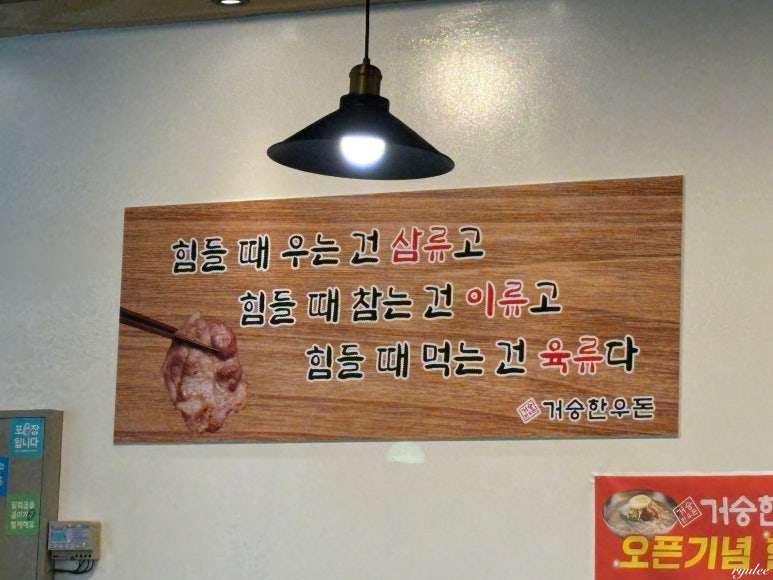 힘들 때 우는 건 삼류고
힘들 때 참는 건 이류고
힘들 때 먹는 건 육류다
거승한우돈
포장
됩니다
거승한
오픈기념
ryulee